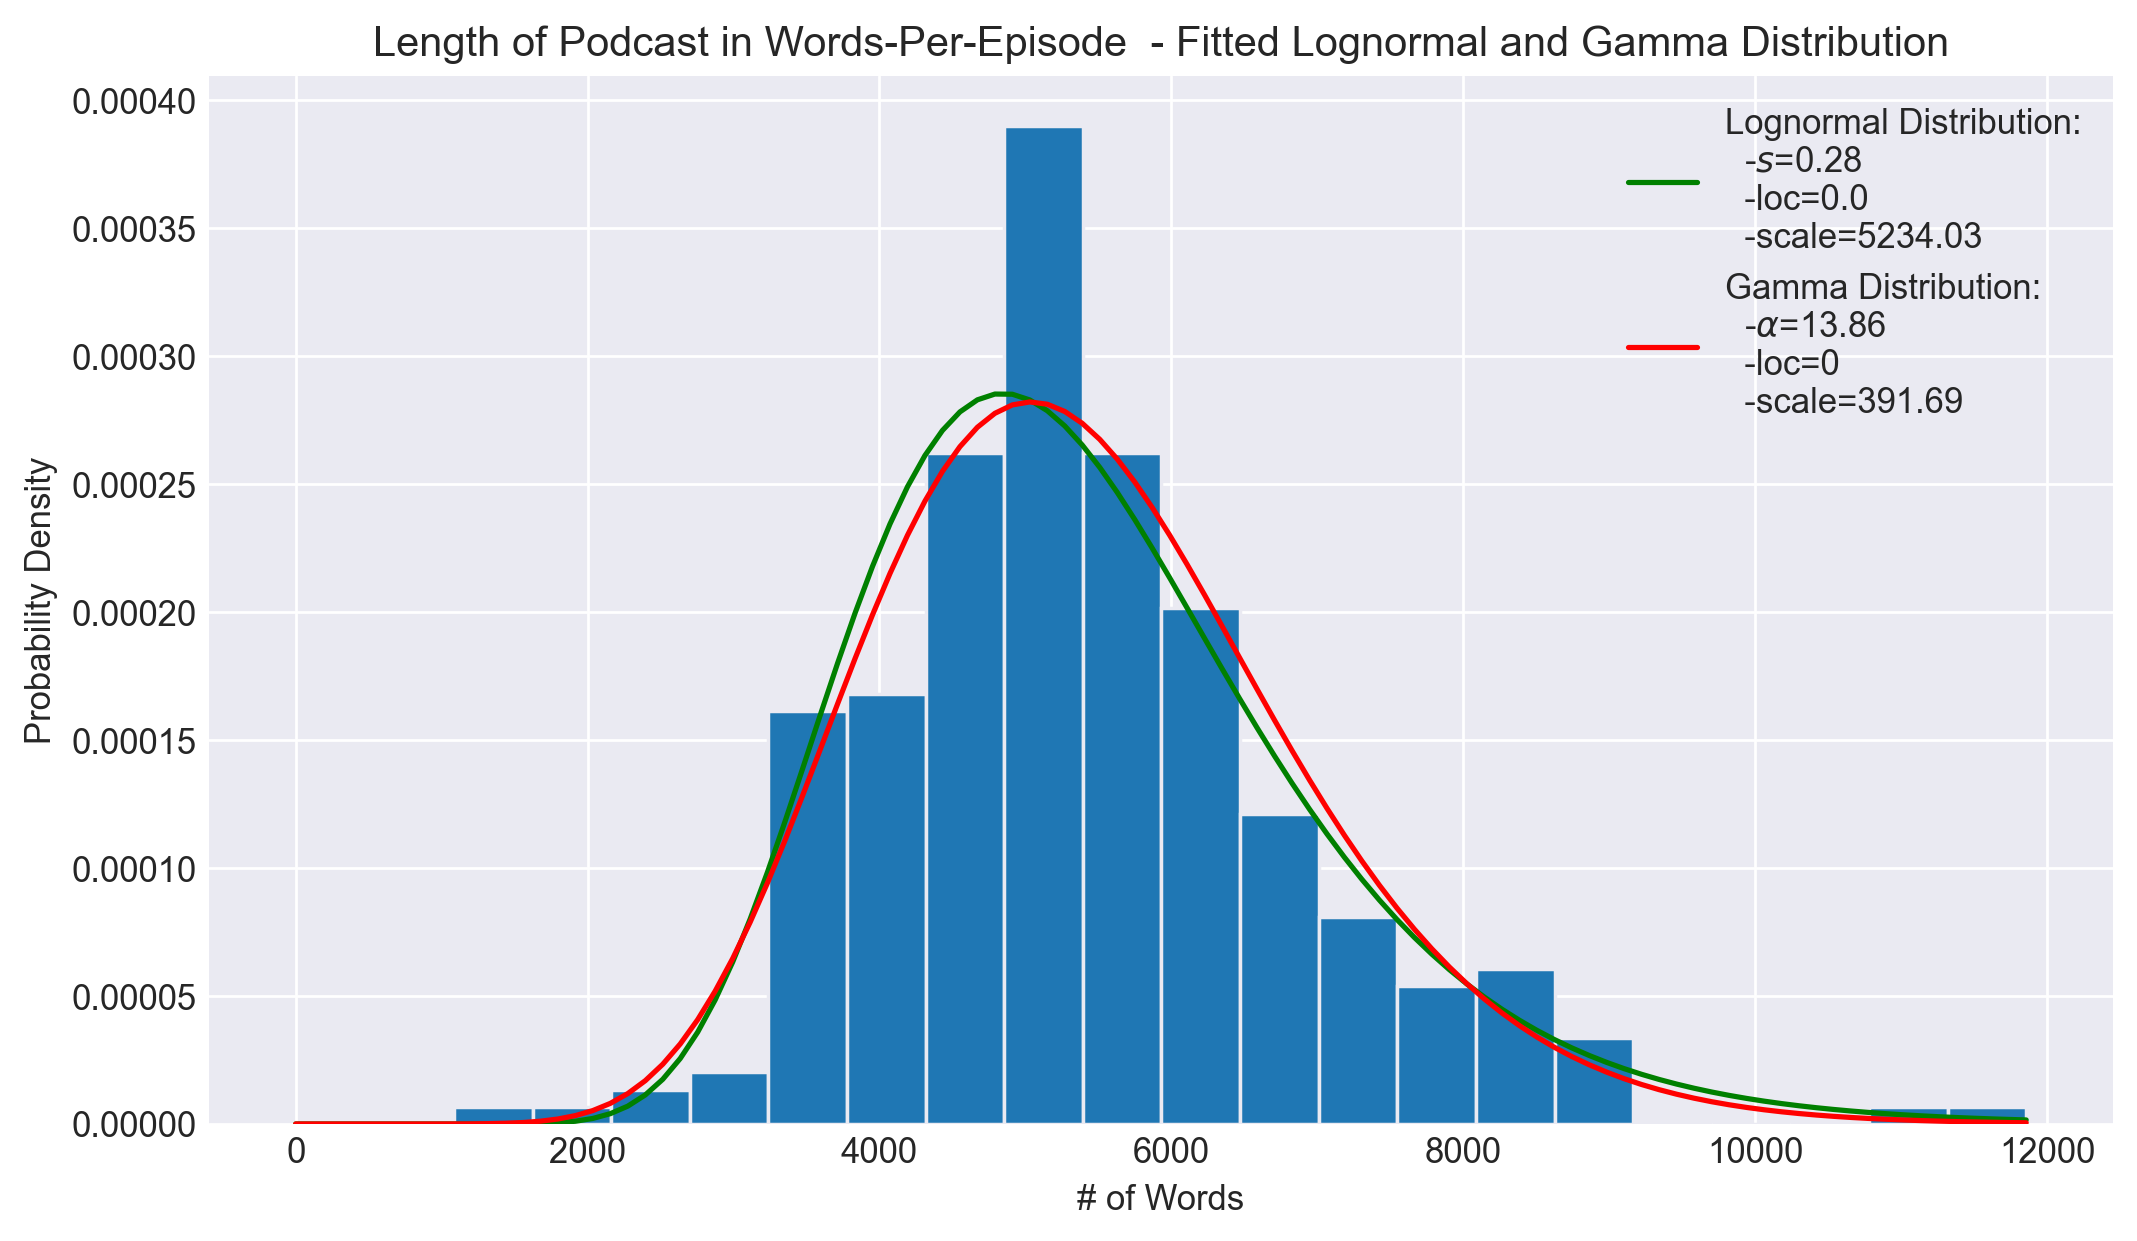 Length of Podcast in Words-Per-Episode  - Fitted Lognormal and Gamma Distribution
Lognormal Distribution:
-s=0.28
-loc=0.0
-scale=5234.03
Gamma Distribution:
-α=13.86
-loc=0
-scale=391.69
Probability Density
0.00040
0.00035
0.00030
0.00025
0.00020
0.00015
0.00010
0.00005
0.00000
0 2000 4000 6000 8000 10000 12000
# of Words